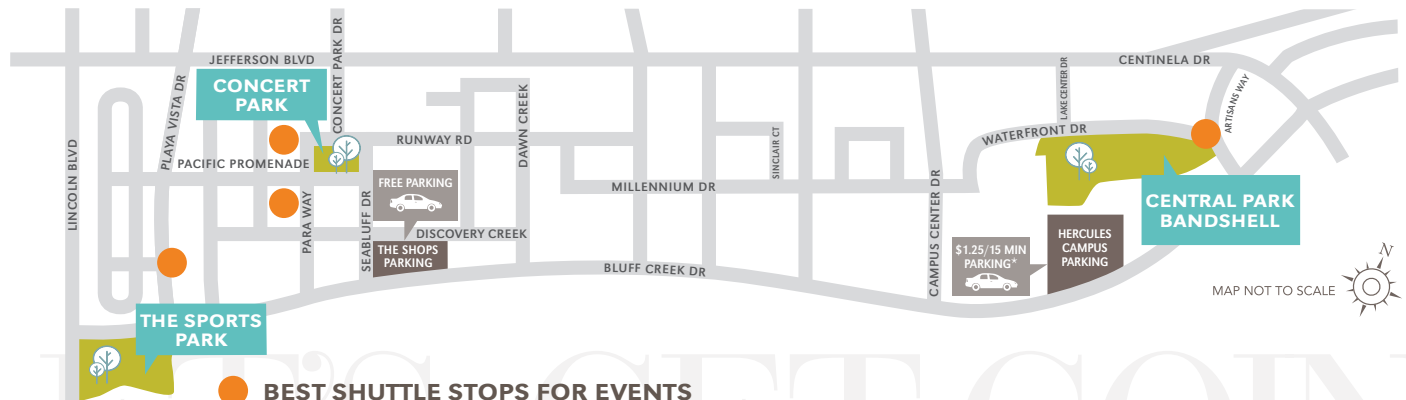 JEFFERSON BLVD
CENTINELA DR
CONCERT PARK DR
LAKE CENTER DR
ARTISANS WAY
CONCERT
PARK
PLAYA VISTA DR
LINCOLN BLVD
RUNWAY RD
DAWN CREEK
SINCLAIR CT
WATERFRONT DR
PACIFIC PROMENADE
FREE PARKING
MILLENNIUM DR
CAMPUS CENTER DR
CENTRAL PARK
BANDSHELL
PARA WAY
SEABLUFF DR
DISCOVERY CREEK
THE SHOPS
PARKING
BLUFF CREEK DR
$1.25/15 MIN
PARKING*
HERCULES
CAMPUS
PARKING
N
MAP NOT TO SCALE
THE SPORTS
PARK
BEST SHUTTLE STOPS FOR EVENTS